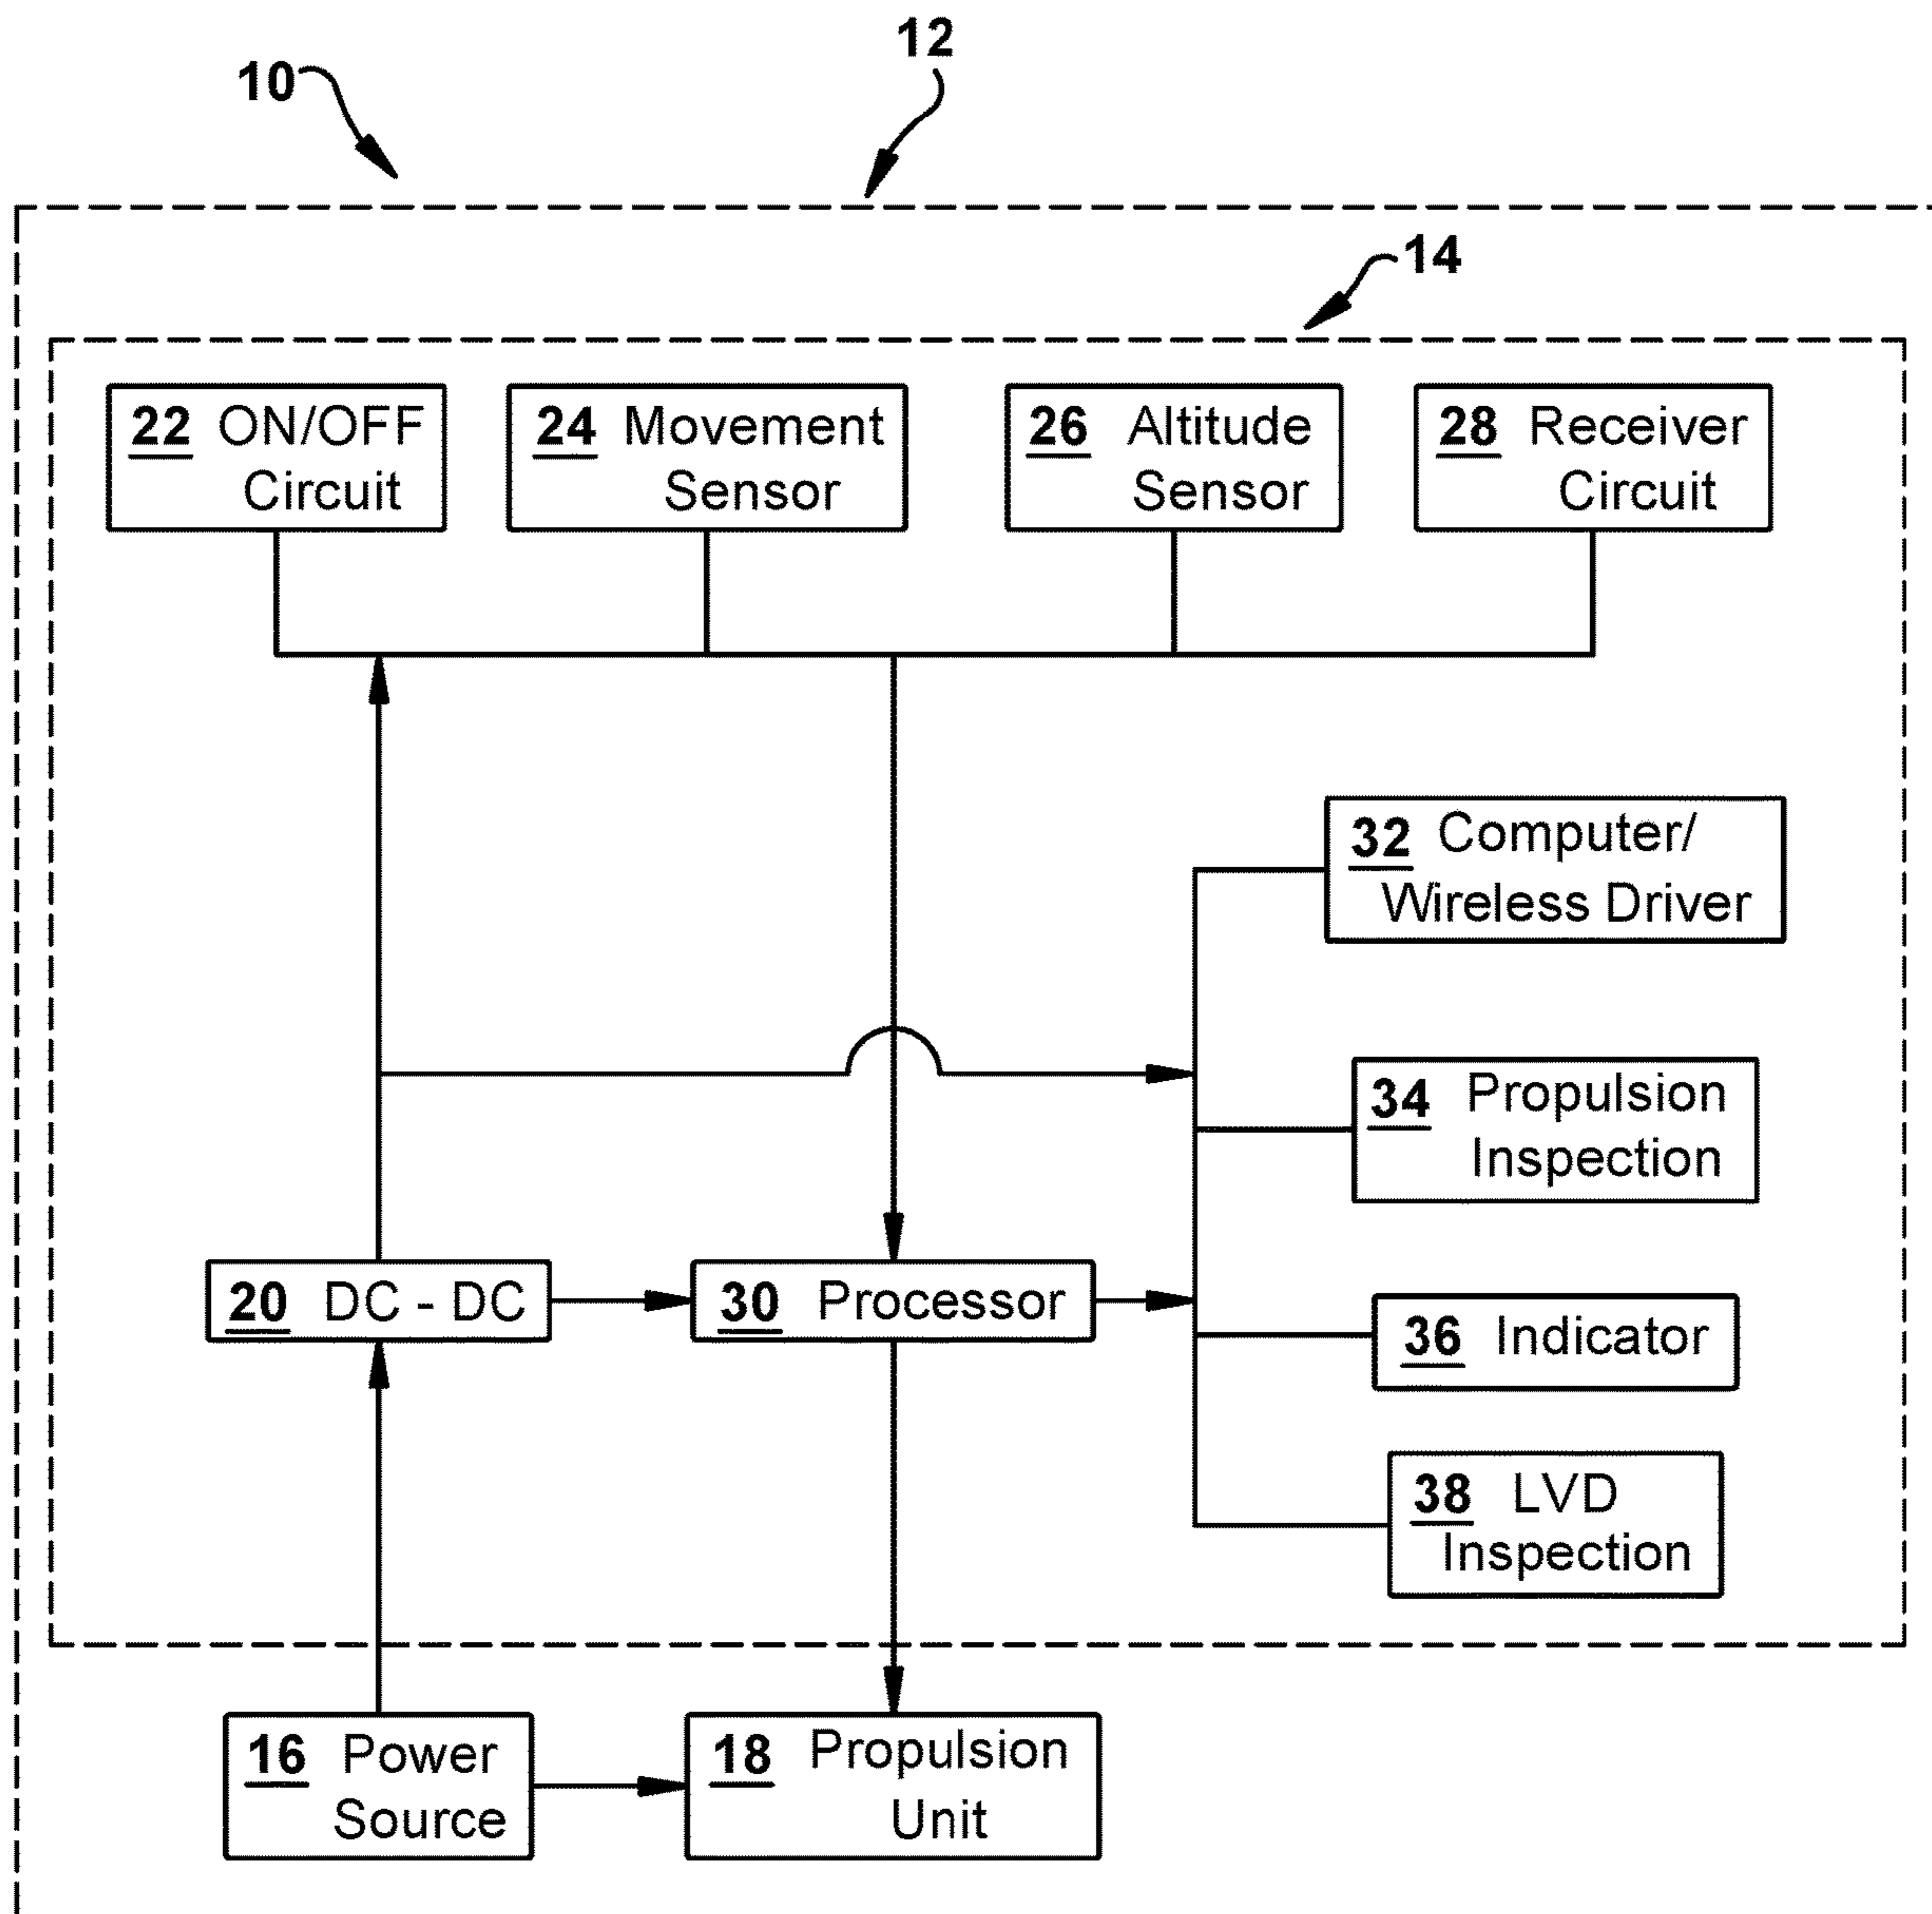 12
10
14
22 ON/OFF
Circuit
24 Movement
Sensor
26 Altitude
Sensor
28 Receiver
Circuit
32 Computer/
Wireless Driver
34 Propulsion
Inspection
20 DC - DC
30 Processor
36 Indicator
38 LVD
Inspection
16 Power
Source
18 Propulsion
Unit